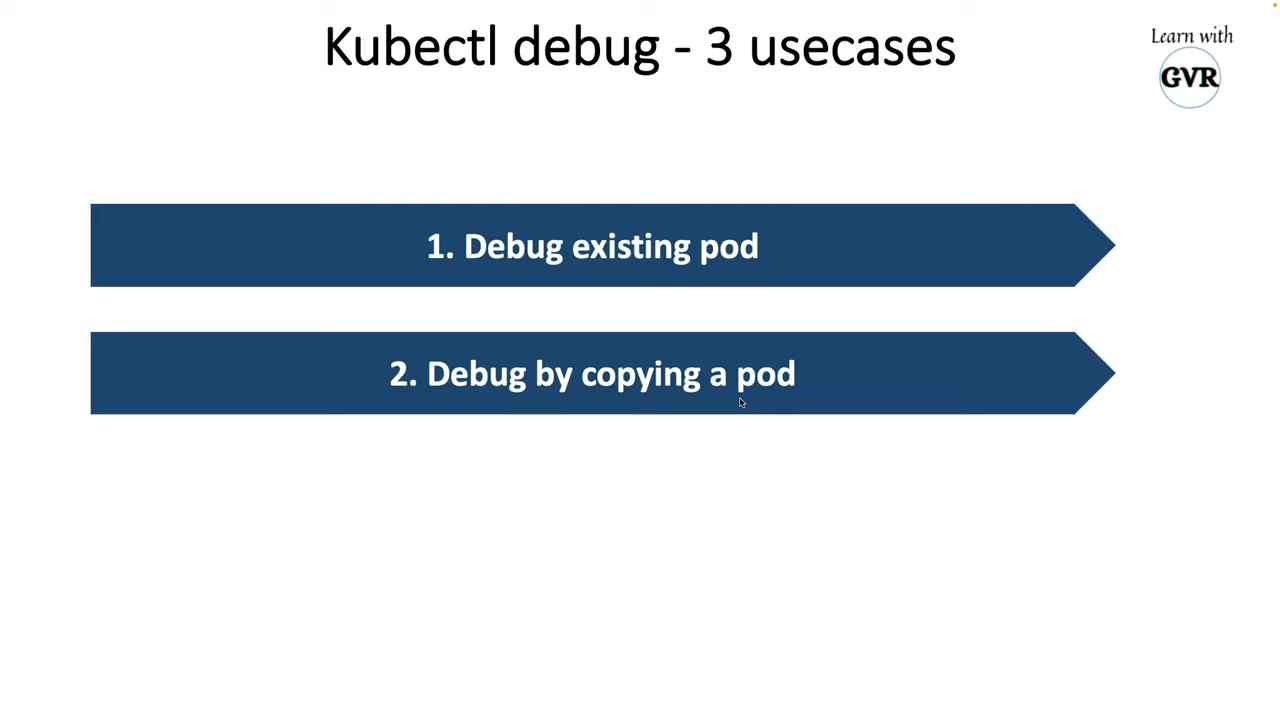 Kubectl debug - 3 usecases
Learn with
GVR
1. Debug existing pod
2. Debug by copying a pod